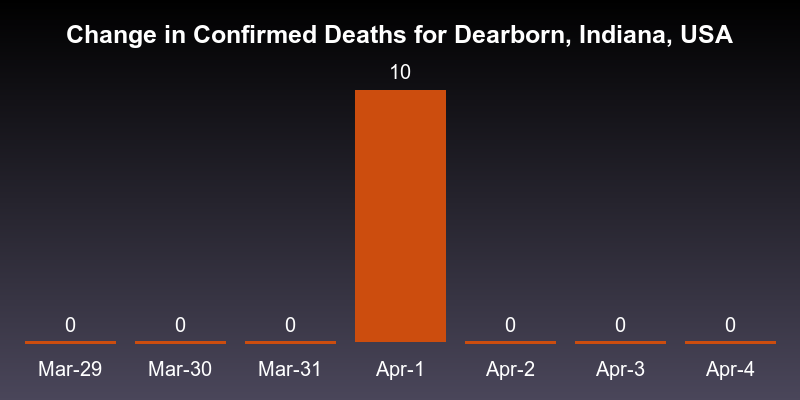 Change in Confirmed Deaths for Dearborn, Indiana, USA
10
0 0 0 0 0 0
Mar-29 Mar-30 Mar-31 Apr-1 Apr-2 Apr-3 Apr-4